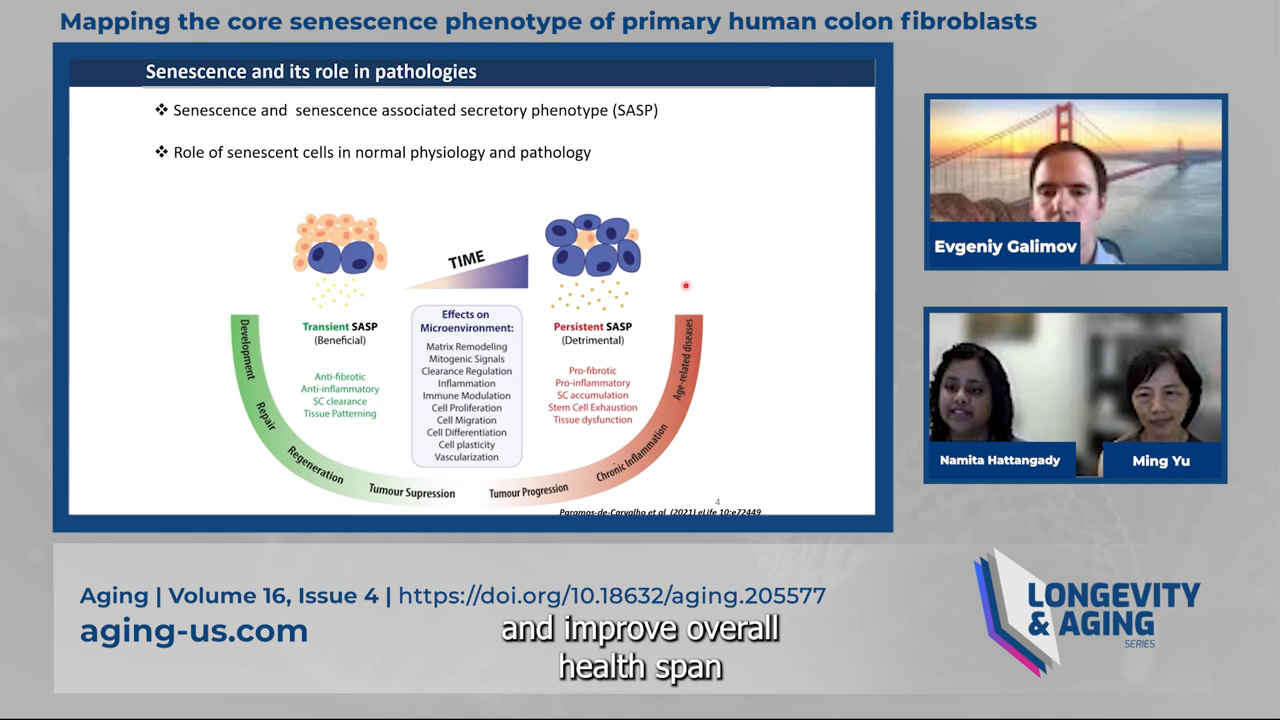 Mapping the core senescence phenotype of primary human colon fibroblasts
Senescence and its role in pathologies
❖ Senescence and senescence associated secretory phenotype (SASP)
❖ Role of senescent cells in normal physiology and pathology
TIME
Transient SASP
(Beneficial)
Anti-fibrotic
Anti-inflammatory
SC clearance
Tissue Patterning
Effects on
Microenvironment:
Matrix Remodeling
Mitogenic Signals
Clearance Regulation
Inflammation
Immune Modulation
Cell Proliferation
Cell Migration
Cell Differentiation
Cell plasticity
Vascularization
Persistent SASP
(Detrimental)
Pro-fibrotic
Pro-inflammatory
SC accumulation
Stem Cell Exhaustion
Tissue dysfunction
Development
Repair
Regeneration
Tumour Supression
Tumour Progression
Chronic Inflammation
Age-related diseases
4
Paramos-de-Carvalho et al. (2021) eLife 10:e72449
Evgeniy Galimov
Namita Hattangady
Ming Yu
Aging | Volume 16, Issue 4 | https://doi.org/10.18632/aging.205577
aging-us.com
and improve overall
health span
LONGEVITY
& AGING
SERIES